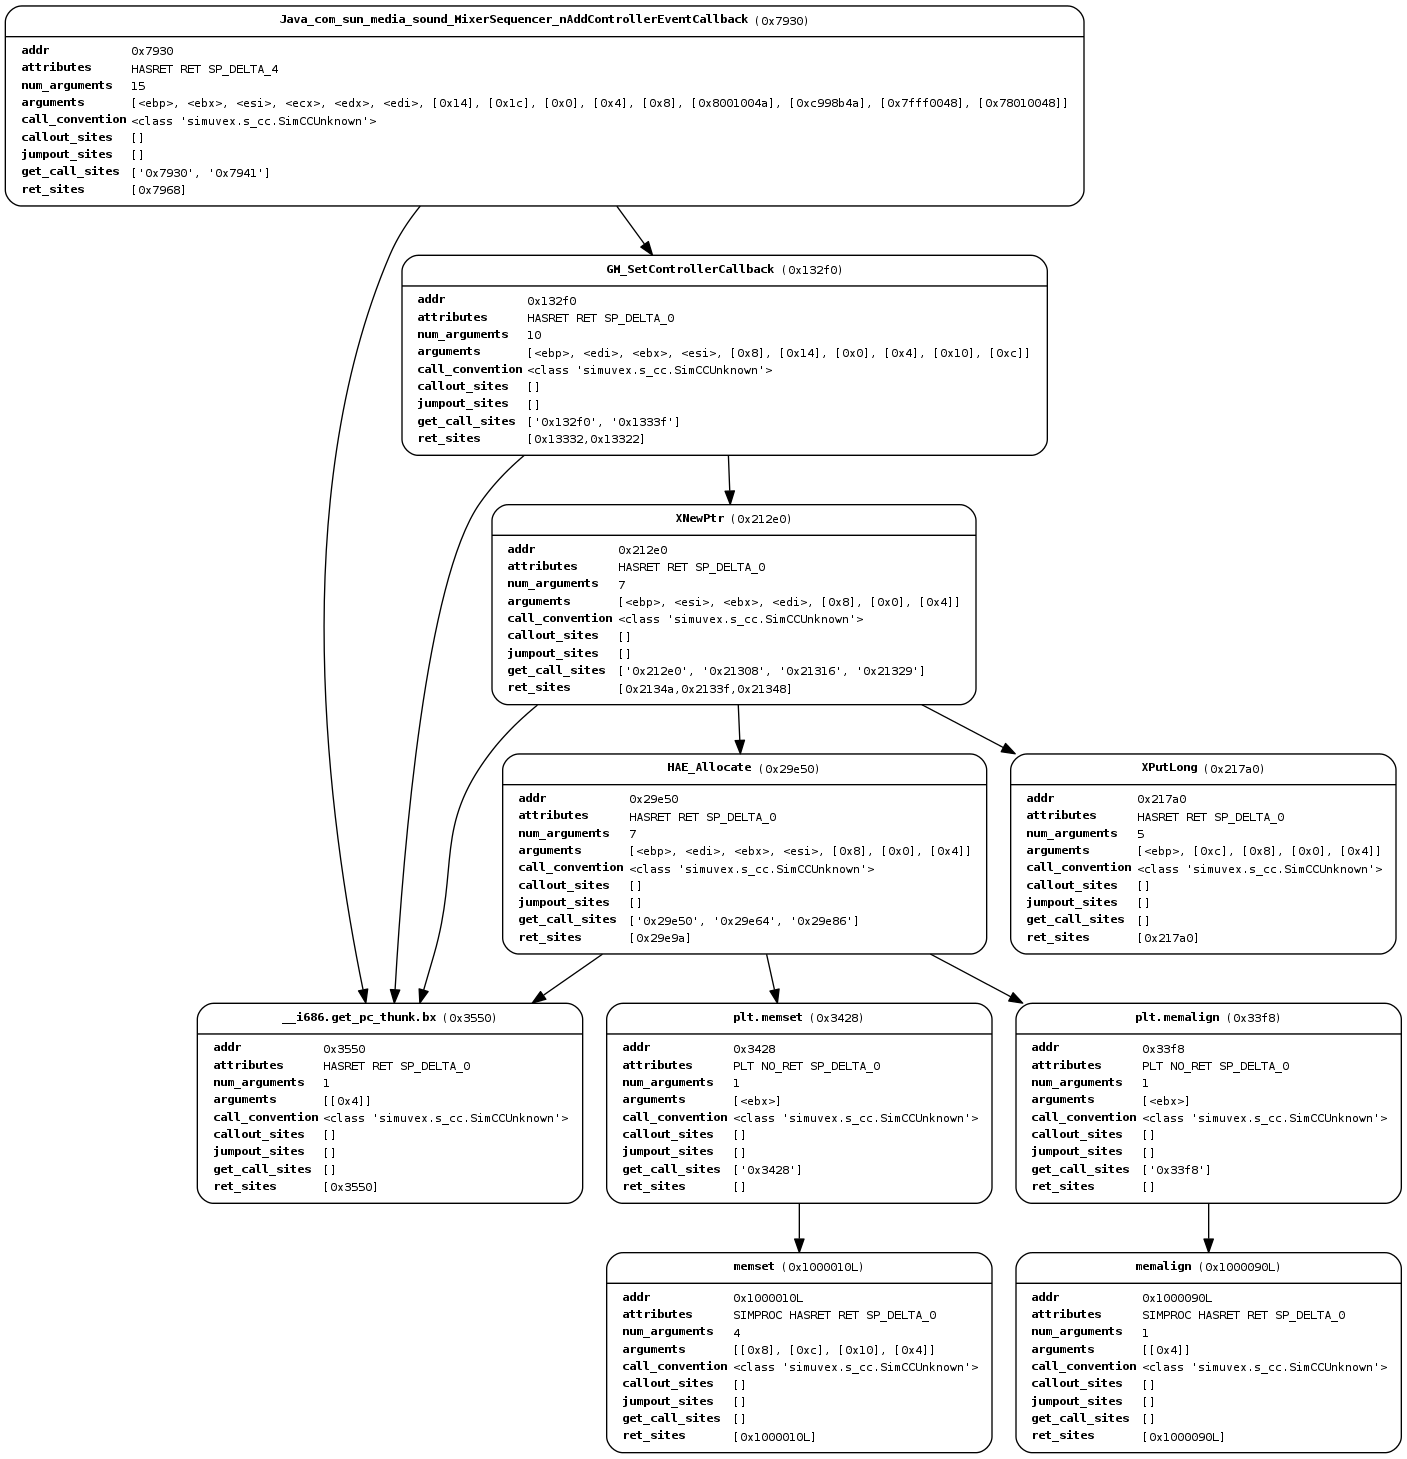 Java_com_sun_media_sound_MixerSequencer_nAddControllerEventCallback (0x7930)
addr 0x7930
attributes HASRET RET SP_DELTA_4
num_arguments 15
arguments [<ebp>, <ebx>, <esi>, <ecx>, <edx>, <edi>, [0x14], [0x1c], [0x0], [0x4], [0x8], [0x8001004a], [0xc998b4a], [0x7fff0048], [0x78010048]]
call_convention <class 'simuvex.s_cc.SimCCUnknown'>
callout_sites []
jumpout_sites []
get_call_sites ['0x7930', '0x7941']
ret_sites [0x7968]
GM_SetControllerCallback (0x132f0)
addr 0x132f0
attributes HASRET RET SP_DELTA_0
num_arguments 10
arguments [<ebp>, <edi>, <ebx>, <esi>, [0x8], [0x14], [0x0], [0x4], [0x10], [0xc]]
call_convention <class 'simuvex.s_cc.SimCCUnknown'>
callout_sites []
jumpout_sites []
get_call_sites ['0x132f0', '0x1333f']
ret_sites [0x13332,0x13322]
XNewPtr (0x212e0)
addr 0x212e0
attributes HASRET RET SP_DELTA_0
num_arguments 7
arguments [<ebp>, <esi>, <ebx>, <edi>, [0x8], [0x0], [0x4]]
call_convention <class 'simuvex.s_cc.SimCCUnknown'>
callout_sites []
jumpout_sites []
get_call_sites ['0x212e0', '0x21308', '0x21316', '0x21329']
ret_sites [0x2134a,0x2133f,0x21348]
HAE_Allocate (0x29e50)
addr 0x29e50
attributes HASRET RET SP_DELTA_0
num_arguments 7
arguments [<ebp>, <edi>, <ebx>, <esi>, [0x8], [0x0], [0x4]]
call_convention <class 'simuvex.s_cc.SimCCUnknown'>
callout_sites []
jumpout_sites []
get_call_sites ['0x29e50', '0x29e64', '0x29e86']
ret_sites [0x29e9a]
XPutLong (0x217a0)
addr 0x217a0
attributes HASRET RET SP_DELTA_0
num_arguments 5
arguments [<ebp>, [0xc], [0x8], [0x0], [0x4]]
call_convention <class 'simuvex.s_cc.SimCCUnknown'>
callout_sites []
jumpout_sites []
get_call_sites []
ret_sites [0x217a0]
__i686.get_pc_thunk.bx (0x3550)
addr 0x3550
attributes HASRET RET SP_DELTA_0
num_arguments 1
arguments [[0x4]]
call_convention <class 'simuvex.s_cc.SimCCUnknown'>
callout_sites []
jumpout_sites []
get_call_sites []
ret_sites [0x3550]
plt.memset (0x3428)
addr 0x3428
attributes PLT NO_RET SP_DELTA_0
num_arguments 1
arguments [<ebx>]
call_convention <class 'simuvex.s_cc.SimCCUnknown'>
callout_sites []
jumpout_sites []
get_call_sites ['0x3428']
ret_sites []
plt.memalign (0x33f8)
addr 0x33f8
attributes PLT NO_RET SP_DELTA_0
num_arguments 1
arguments [<ebx>]
call_convention <class 'simuvex.s_cc.SimCCUnknown'>
callout_sites []
jumpout_sites []
get_call_sites ['0x33f8']
ret_sites []
memset (0x1000010L)
addr 0x1000010L
attributes SIMPROC HASRET RET SP_DELTA_0
num_arguments 4
arguments [[0x8], [0xc], [0x10], [0x4]]
call_convention <class 'simuvex.s_cc.SimCCUnknown'>
callout_sites []
jumpout_sites []
get_call_sites []
ret_sites [0x1000010L]
memalign (0x1000090L)
addr 0x1000090L
attributes SIMPROC HASRET RET SP_DELTA_0
num_arguments 1
arguments [[0x4]]
call_convention <class 'simuvex.s_cc.SimCCUnknown'>
callout_sites []
jumpout_sites []
get_call_sites []
ret_sites [0x1000090L]